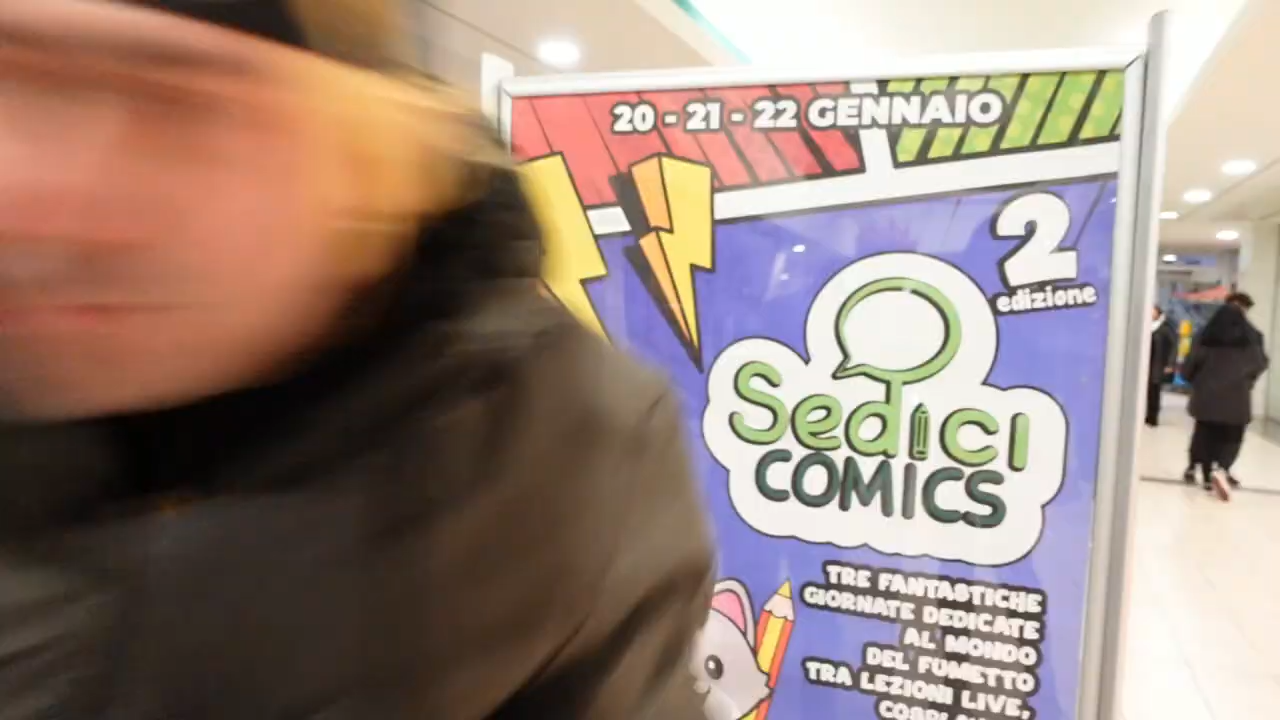 20 - 21 - 22 GENNAIO
2
edizione
Sedici
COMICS
TRE FANTASTICHE
GIORNATE DEDICATE
AL MONDO
DEL FUMETTO
TRA LEZIONI LIVE,